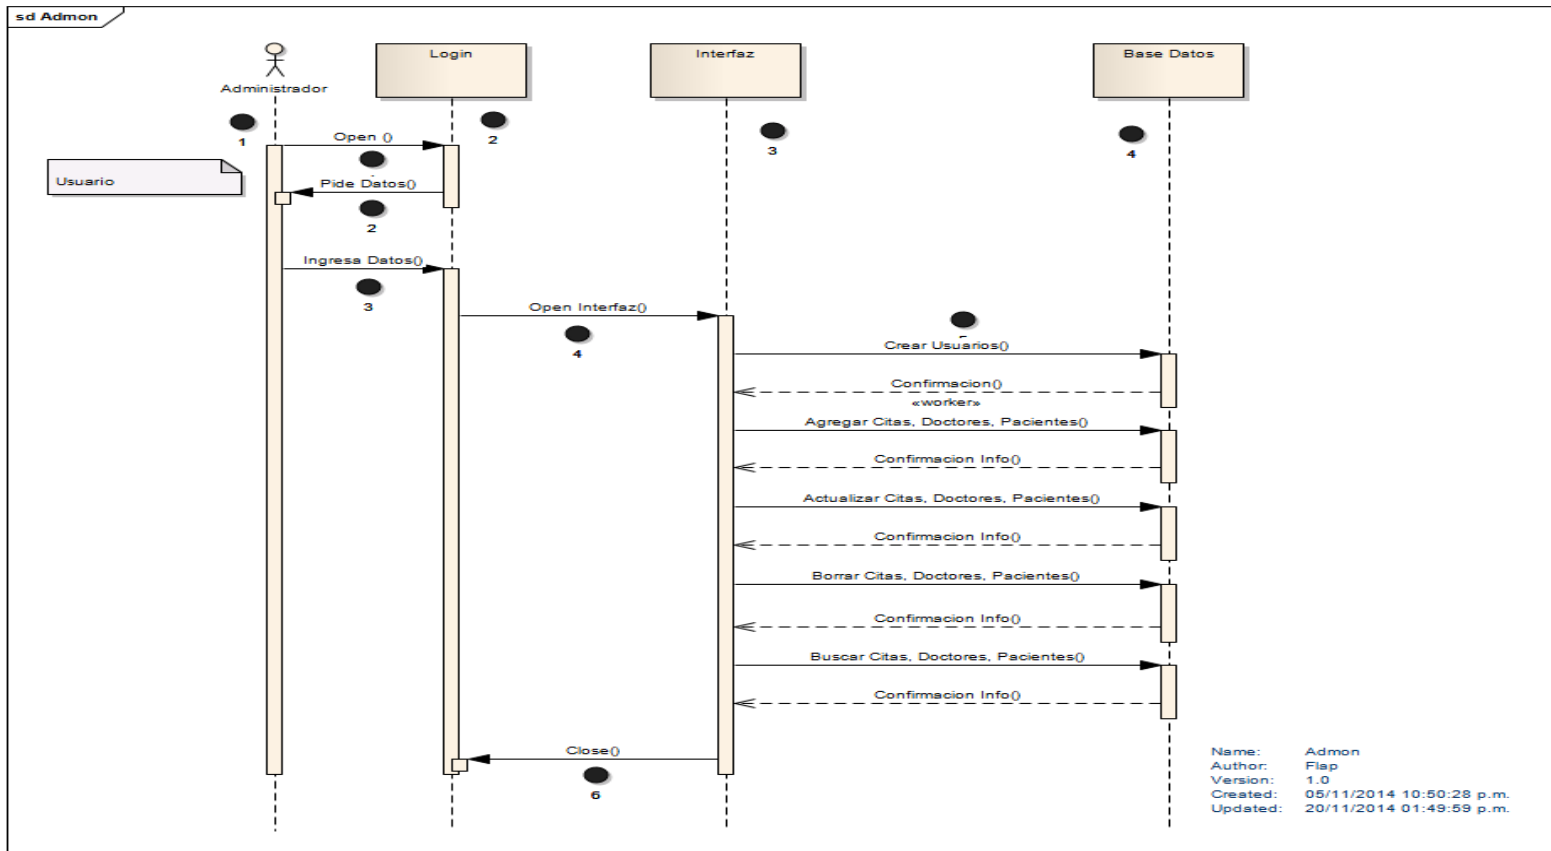 sd Admon
Administrador
Login
Interfaz
Base Datos
1
2
3
4
Open ()
Usuario
Pide Datos()
2
Ingresa Datos()
3
Open Interfaz()
4
Crear Usuarios()
Confirmacion()
«worker»
Agregar Citas, Doctores, Pacientes()
Confirmacion Info()
Actualizar Citas, Doctores, Pacientes()
Confirmacion Info()
Borrar Citas, Doctores, Pacientes()
Confirmacion Info()
Buscar Citas, Doctores, Pacientes()
Confirmacion Info()
Close()
6
Name: Admon
Author: Flap
Version: 1.0
Created: 05/11/2014 10:50:28 p.m.
Updated: 20/11/2014 01:49:59 p.m.